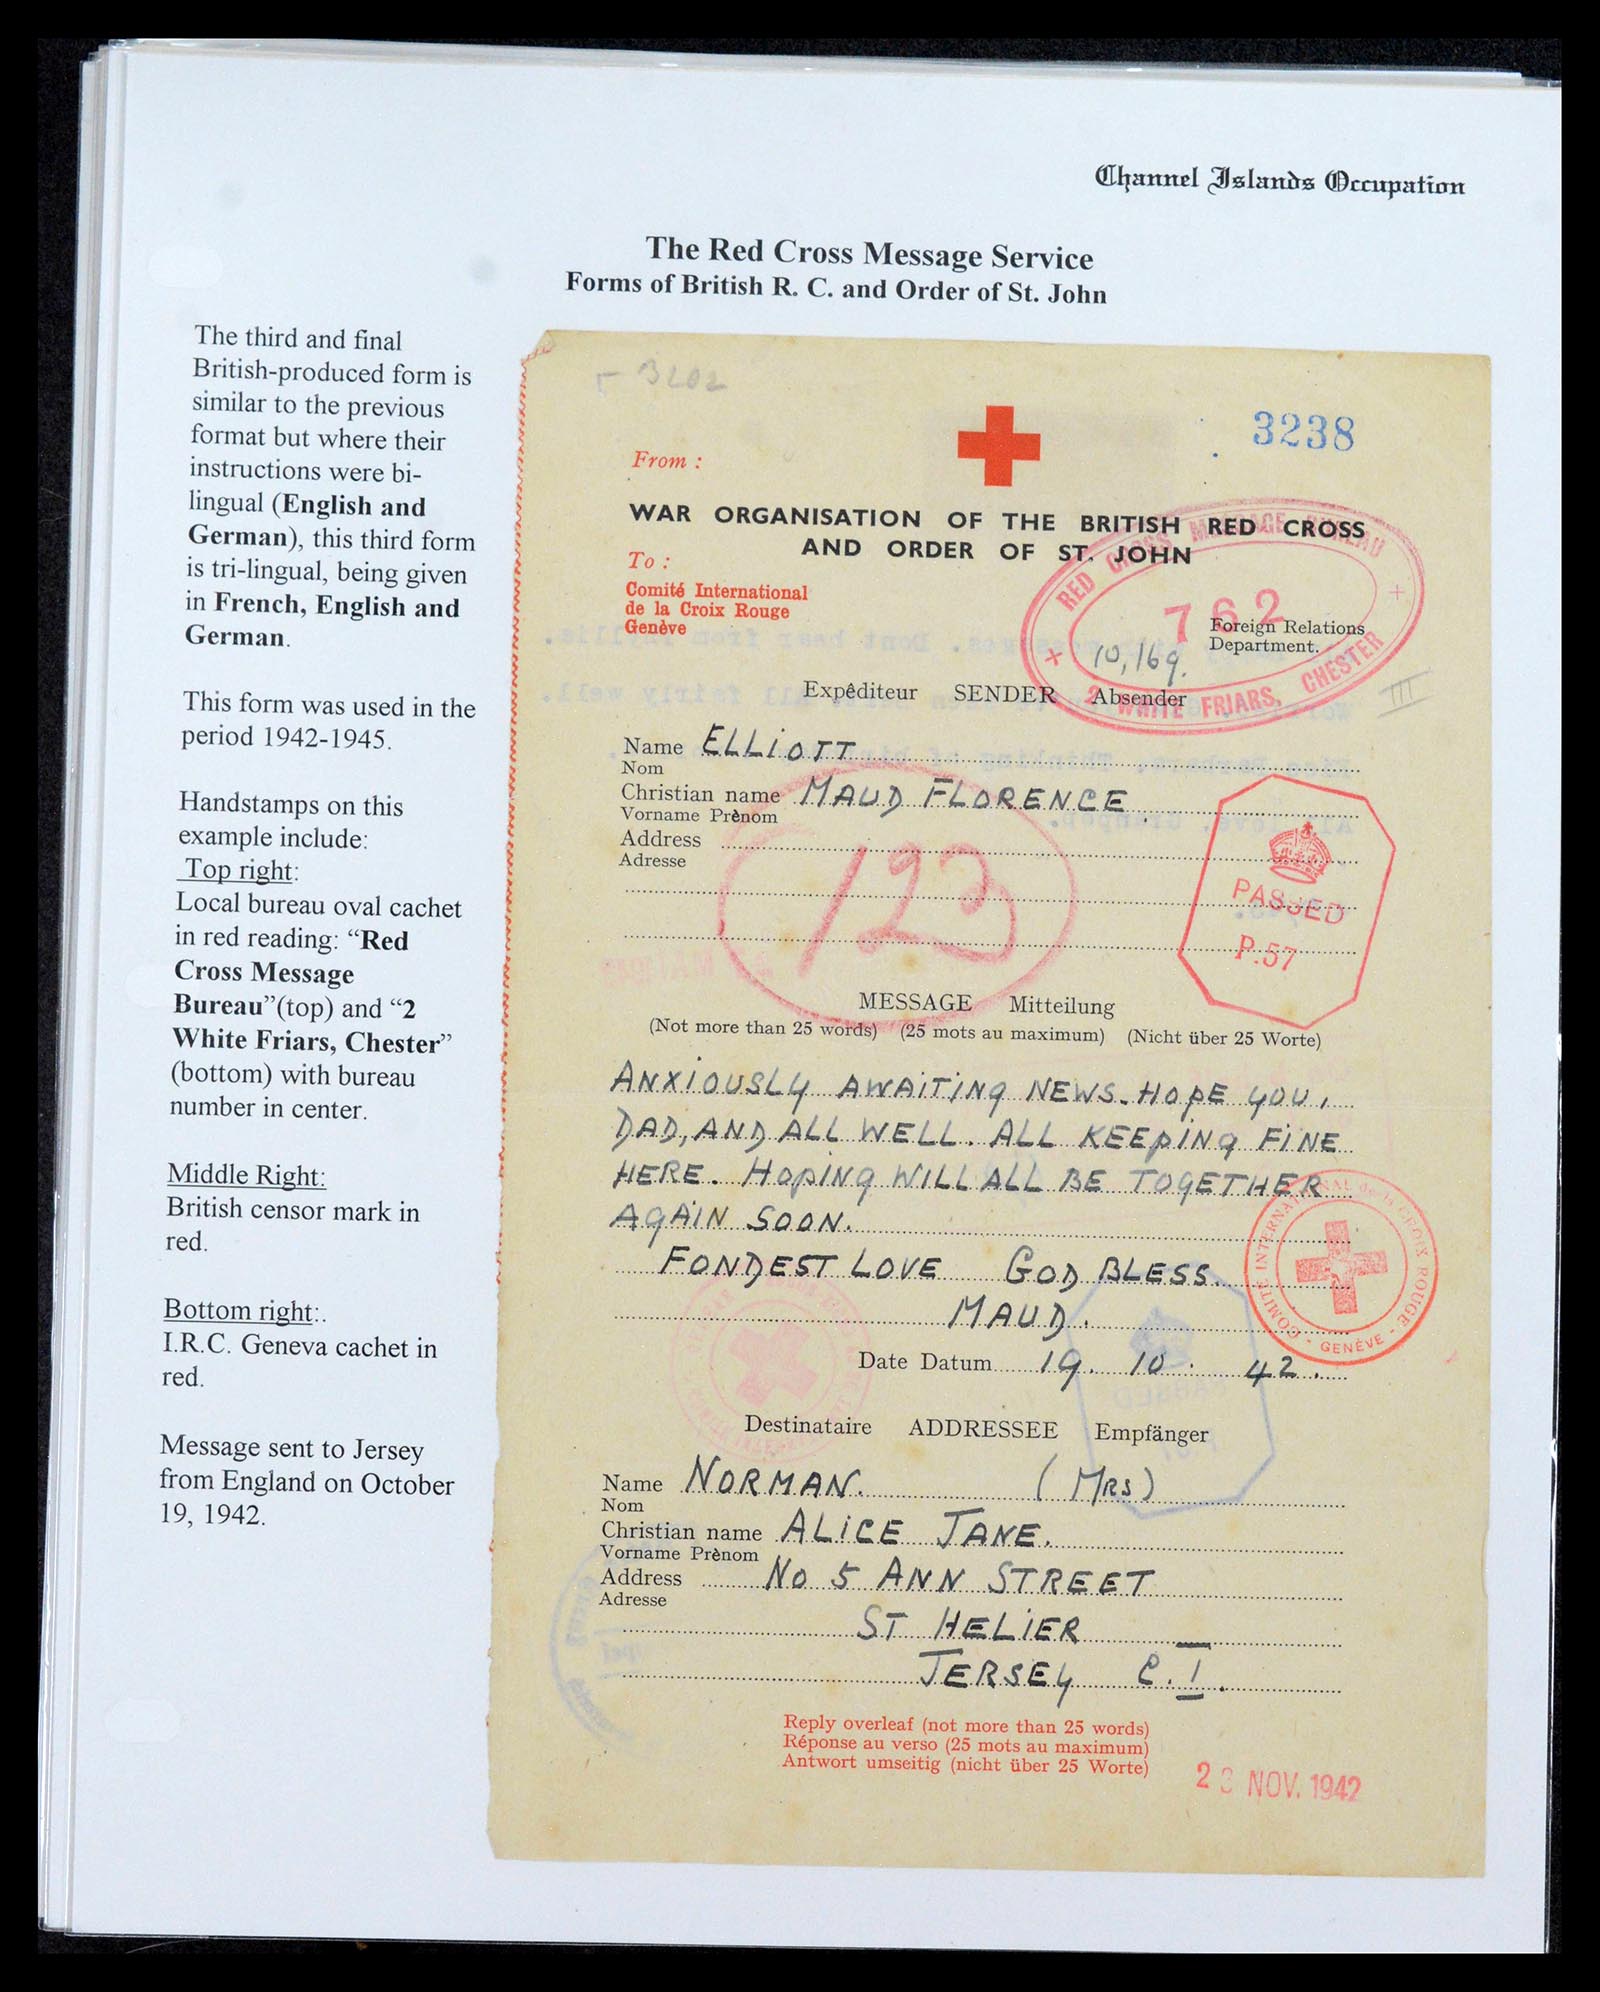 Channel Islands Occupation
The Red Cross Message Service
Forms of British R. C. and Order of St. John
The third and final
British-produced form is
similar to the previous
format but where their
instructions were bi-
lingual (English and
German), this third form
is tri-lingual, being given
in French, English and
German.
This form was used in the
period 1942-1945.
Handstamps on this
example include:
Top right:
Local bureau oval cachet
in red reading: “Red
Cross Message
Bureau”(top) and “2
White Friars, Chester”
(bottom) with bureau
number in center.
Middle Right:
British censor mark in
red.
Bottom right:.
I.R.C. Geneva cachet in
red.
Message sent to Jersey
from England on October
19, 1942.
3238
From :
WAR ORGANISATION OF THE BRITISH RED CROSS
AND ORDER OF ST. JOHN
To :
Comité International
de la Croix Rouge
Genève
RED CROSS MESSAGE BUREAU
762
2 WHITE FRIARS, CHESTER
Foreign Relations
Department.
10,169.
III
Expéditeur SENDER Absender
Name ELLIOTT
Nom
Christian name MAUD FLORENCE
Vorname Prènom
Address
Adresse
123
PASSED
P.57
MESSAGE Mitteilung
(Not more than 25 words) (25 mots au maximum) (Nicht über 25 Worte)
ANXIOUSLY AWAITING NEWS. HOPE YOU,
DAD, AND ALL WELL. ALL KEEPING FINE
HERE. HOPING WILL ALL BE TOGETHER
AGAIN SOON.
FONDEST LOVE GOD BLESS.
MAUD.
COMITÉ INTERNATIONAL de la CROIX ROUGE
- GENÈVE -
Date Datum 19. 10. 42.
Destinataire ADDRESSEE Empfänger
Name NORMAN. (MRS)
Nom
Christian name ALICE JANE.
Vorname Prènom
Address No 5 ANN STREET
Adresse
ST HELIER
JERSEY C.I.
Reply overleaf (not more than 25 words)
Réponse au verso (25 mots au maximum)
Antwort umseitig (nicht über 25 Worte)
NOV. 1942